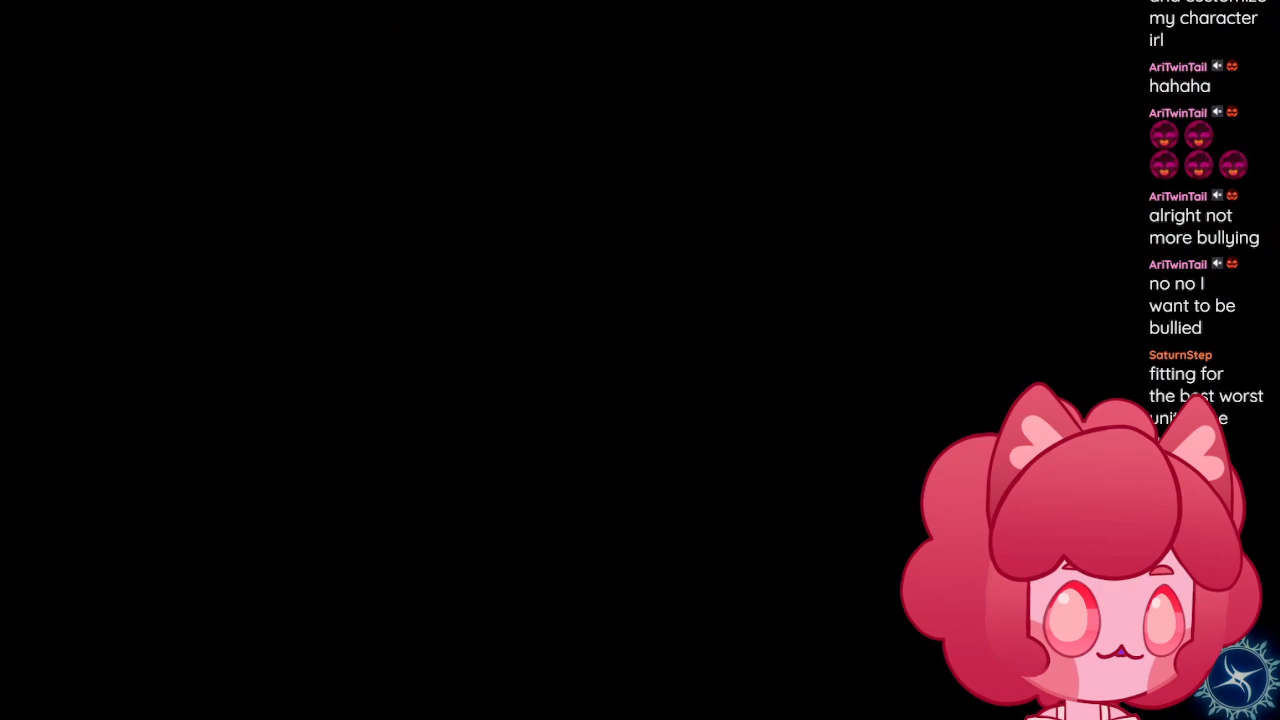 my character
irl
AriTwinTail
hahaha
AriTwinTail
AriTwinTail
alright not
more bullying
AriTwinTail
no no I
want to be
bullied
SaturnStep
fitting for
the best worst